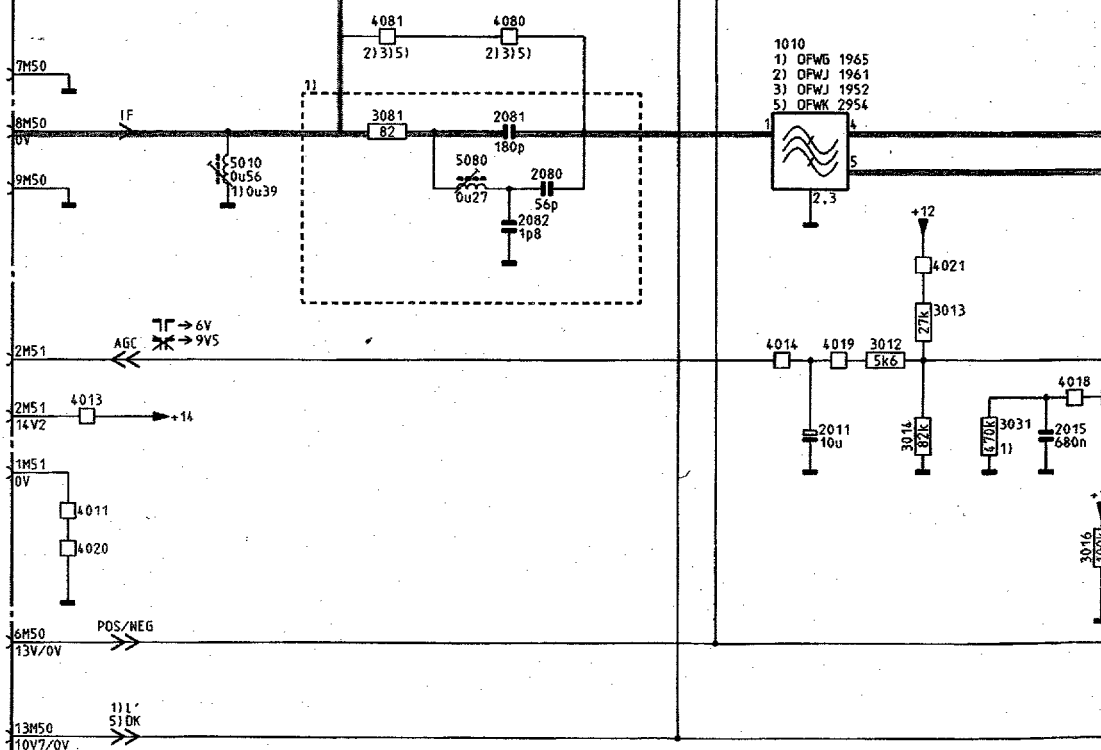 4081
2)3)5)
4080
2)3)5)
1010
1) OFWG 1965
2) OFWJ 1961
3) OFWJ 1952
5) OFWK 2954
7M50
1)
8M50
0V
IF
3081
82
2081
180p
1
4
5
2,3
5010
0u56
1)0u39
5080
0u27
2080
56p
2082
1p8
9M50
+12
4021
3013
27k
→6V
→9V5
2M51
AGC
4014
4019
3012
5k6
4018
2M51
14V2
4013
+14
2011
10u
3014
82k
470k
3031
1)
2015
680n
1M51
0V
4011
4020
3016
6M50
13V/0V
POS/NEG
13M50
10V7/0V
1)L'
5)DK